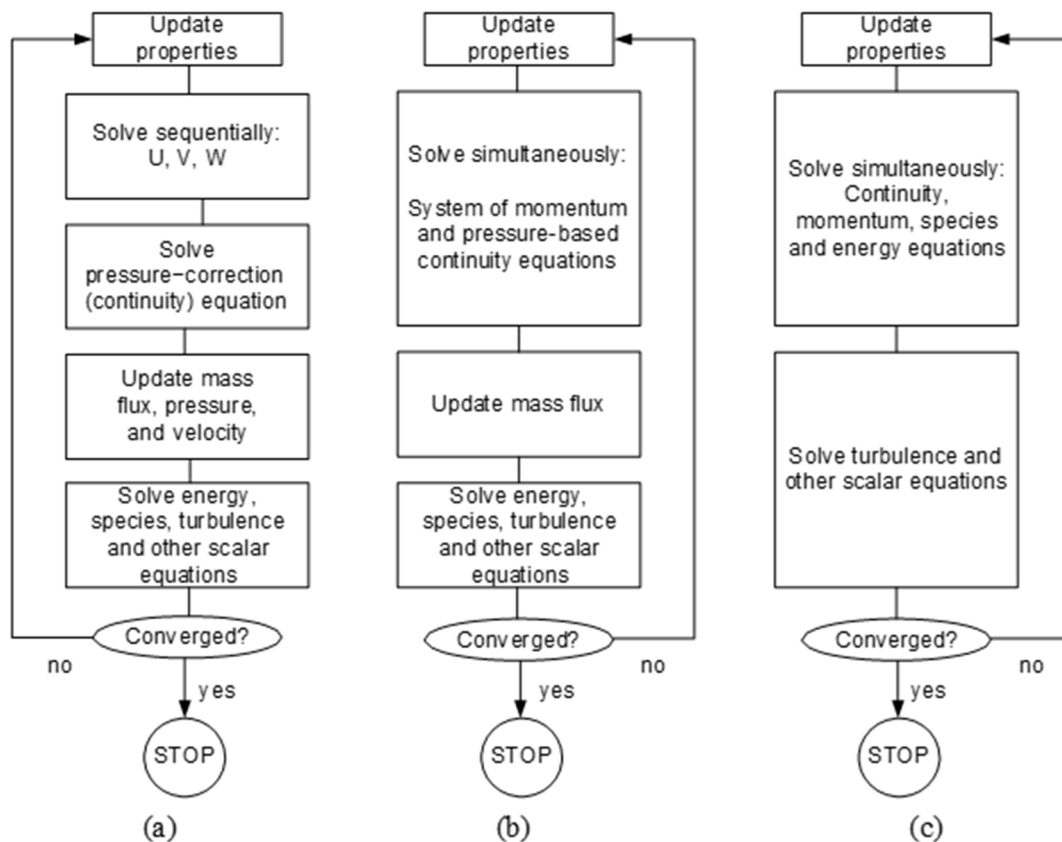 Update
properties
Solve sequentially:
U, V, W
Solve
pressure-correction
(continuity) equation
Update mass
flux, pressure,
and velocity
Solve energy,
species, turbulence
and other scalar
equations
Converged?
no
yes
STOP
(a)
Update
properties
Solve simultaneously:
System of momentum
and pressure-based
continuity equations
Update mass flux
Solve energy,
species, turbulence
and other scalar
equations
Converged?
no
yes
STOP
(b)
Update
properties
Solve simultaneously:
Continuity,
momentum, species
and energy equations
Solve turbulence and
other scalar equations
Converged?
no
yes
STOP
(c)